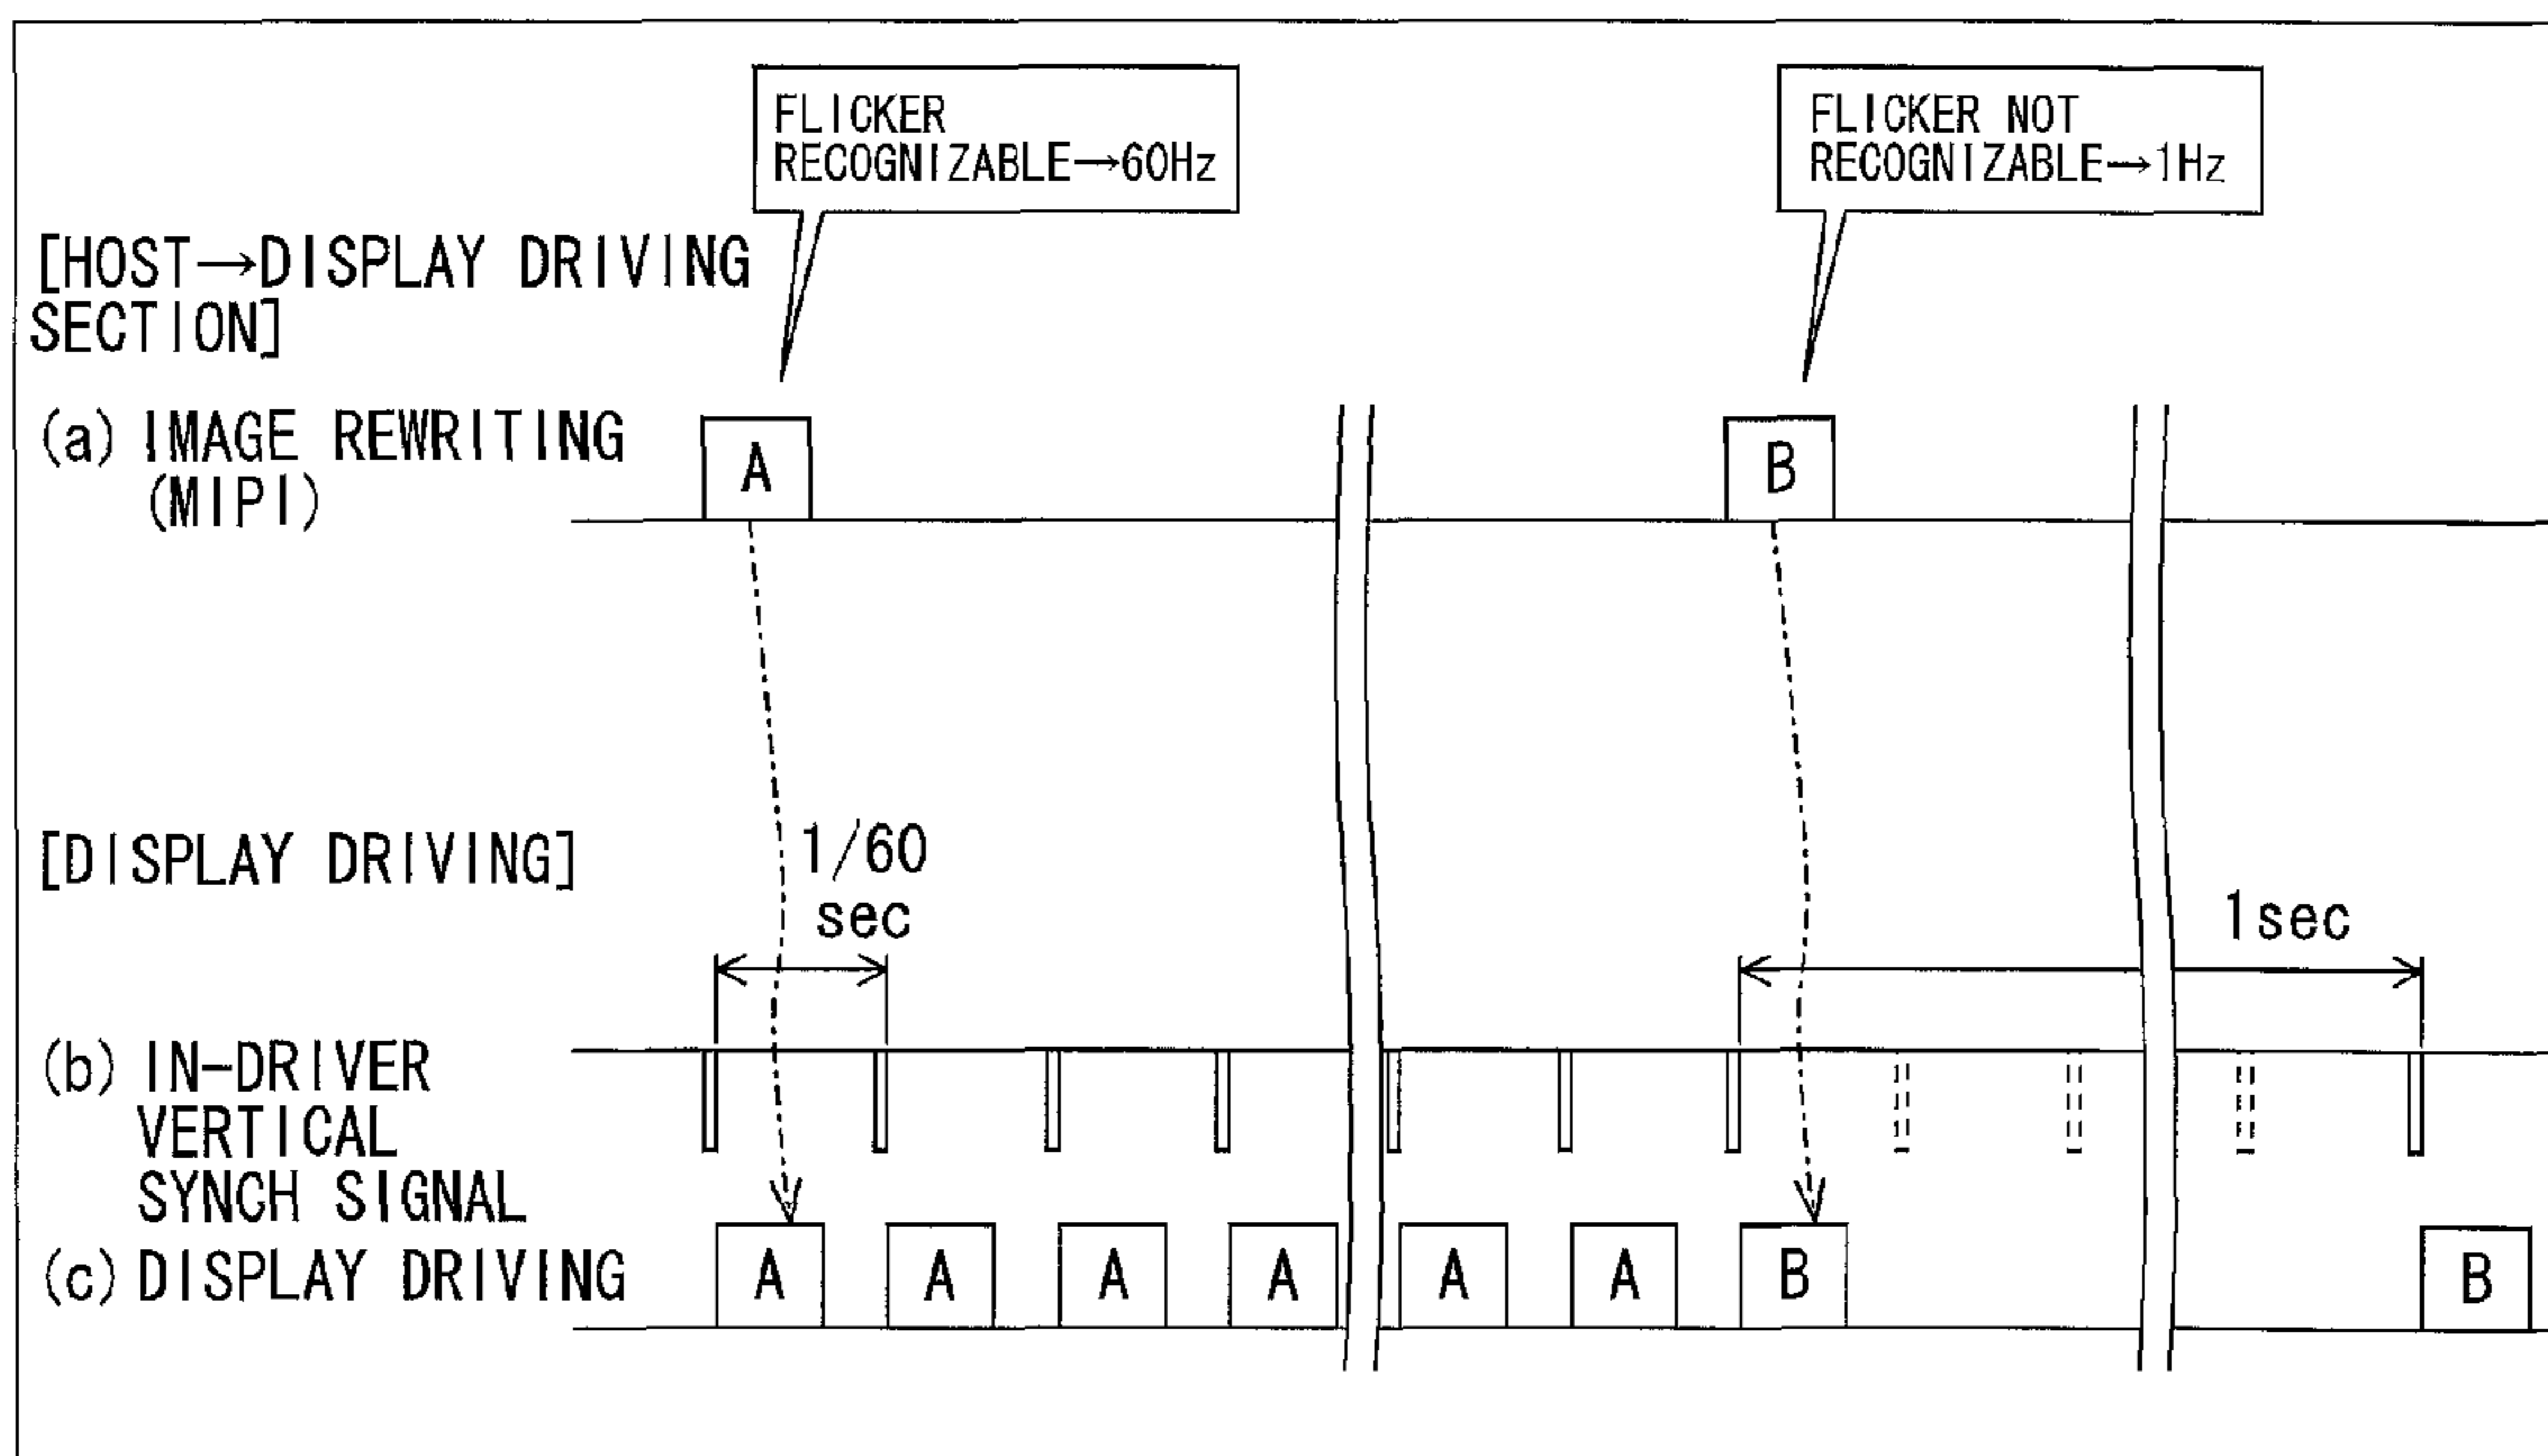 FLICKER
RECOGNIZABLE→60Hz
FLICKER NOT
RECOGNIZABLE→1Hz
[HOST→DISPLAY DRIVING
SECTION]
(a) IMAGE REWRITING
(MIPI)
A
B
[DISPLAY DRIVING]
1/60
sec
1sec
(b) IN-DRIVER
VERTICAL
SYNCH SIGNAL
(c) DISPLAY DRIVING
A A A A A A B B